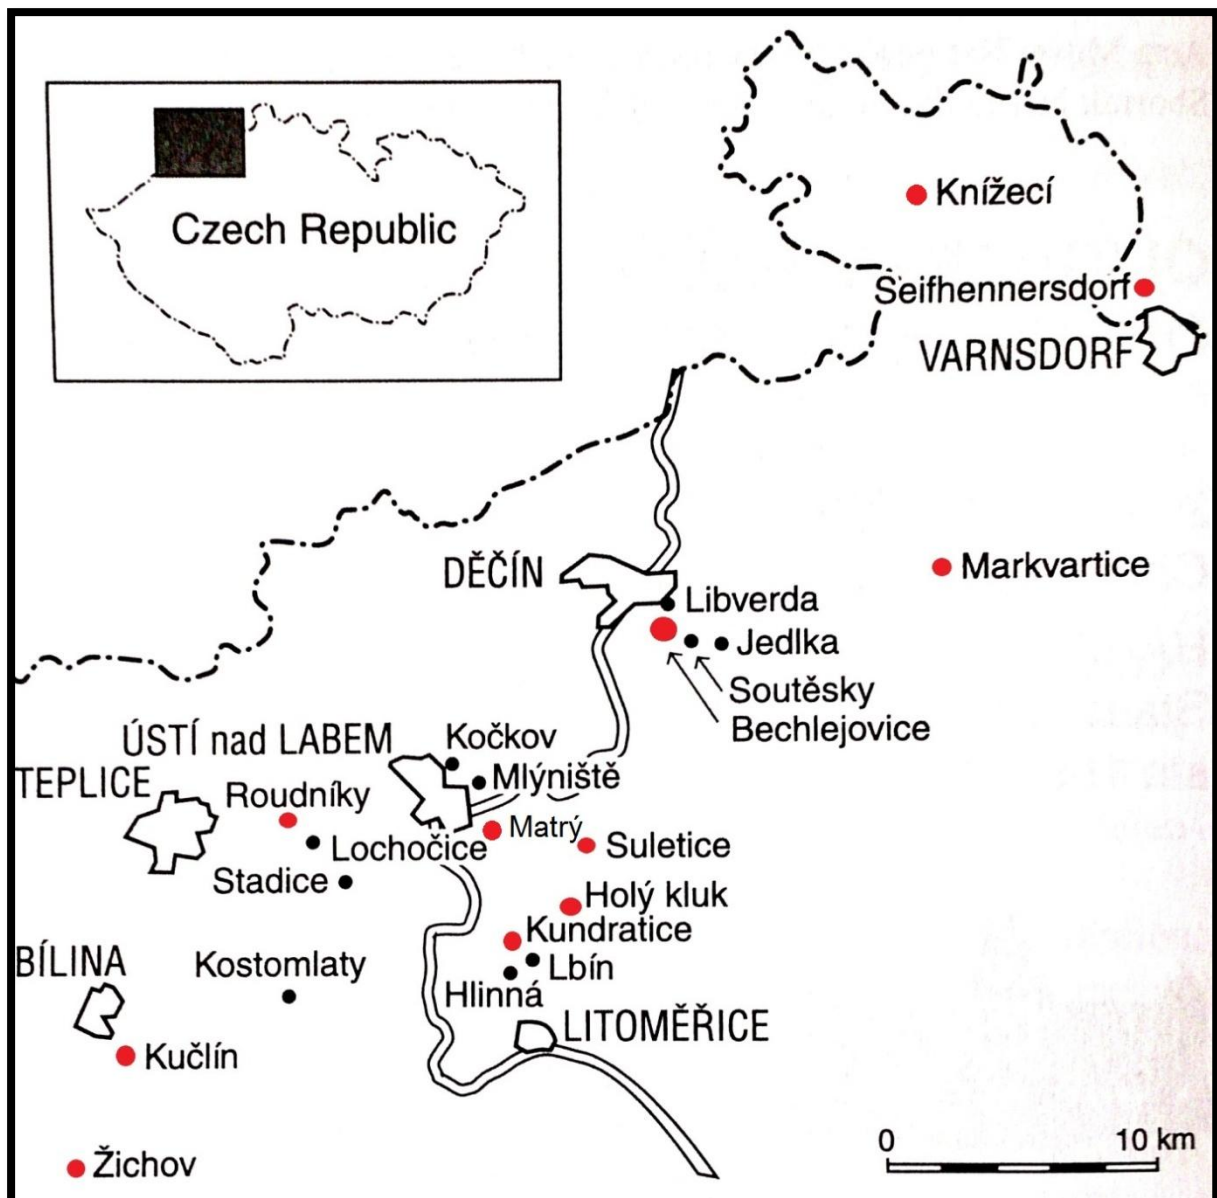 Czech Republic
Knížecí
Seifhennersdorf
VARNSDORF
DĚČÍN
Markvartice
Libverda
Jedlka
Soutěsky
Bechlejovice
ÚSTÍ nad LABEM
Kočkov
Mlýniště
TEPLICE
Roudníky
Matrý
Lochočice
Suletice
Stadice
Holý kluk
Kundratice
BÍLINA
Kostomlaty
Lbín
Hlinná
LITOMĚŘICE
Kučlín
0 10 km
Žichov